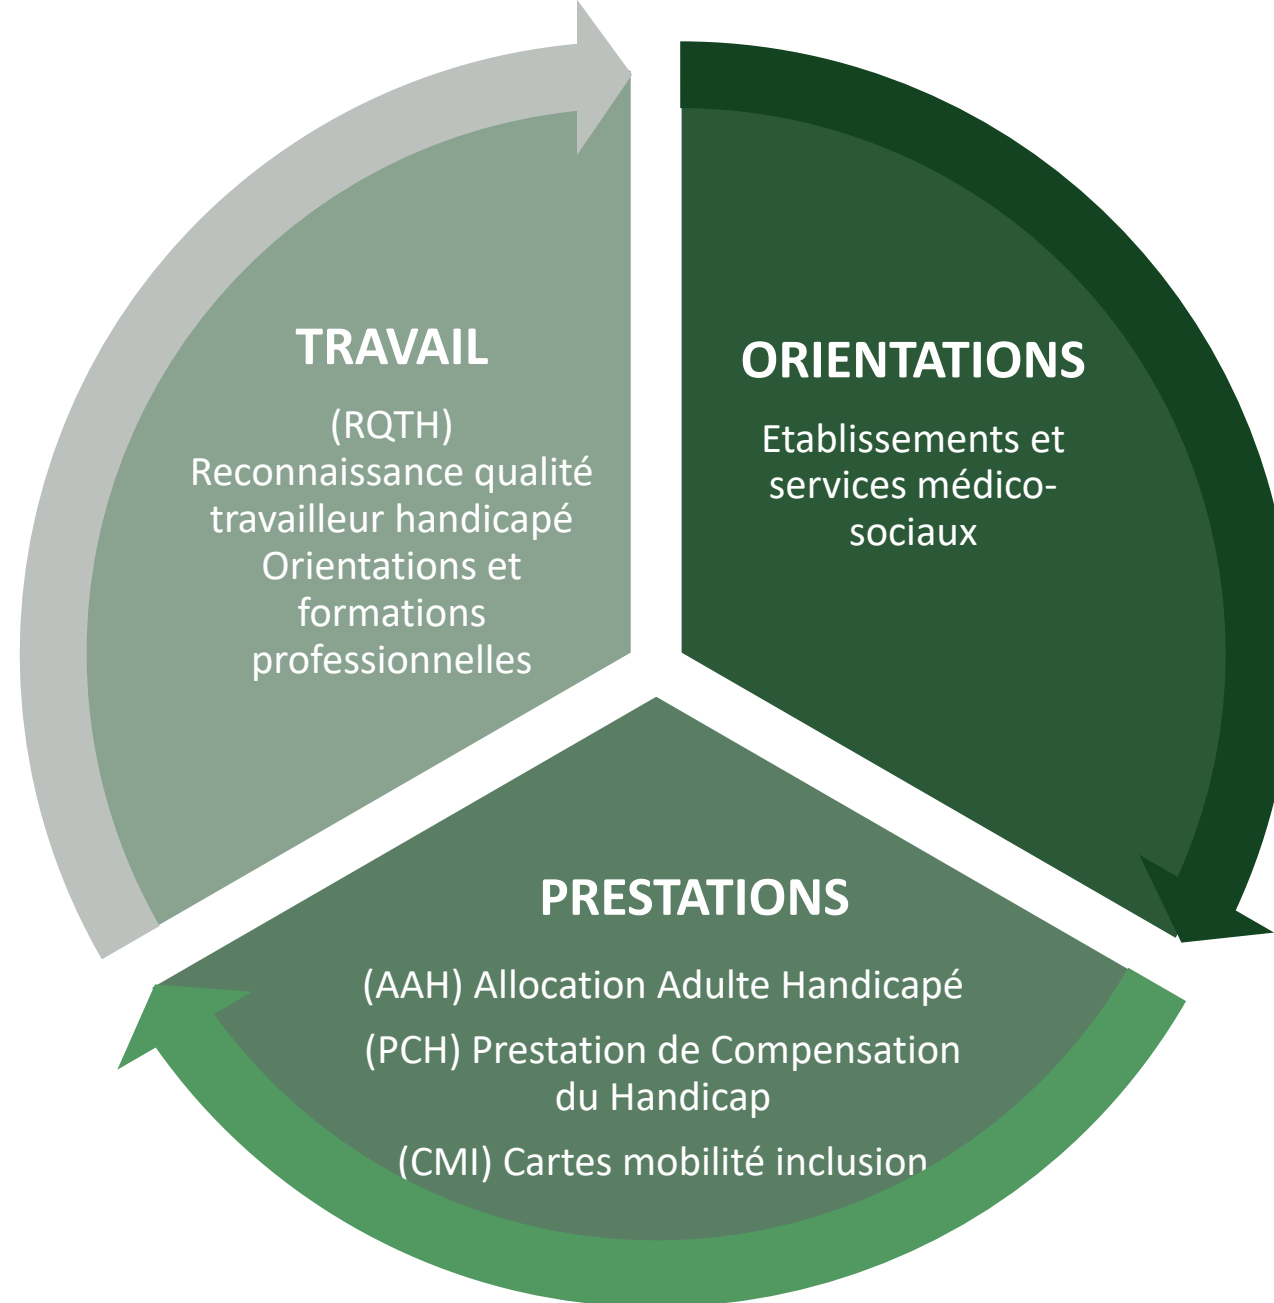 TRAVAIL
(RQTH)
Reconnaissance qualité
travailleur handicapé
Orientations et
formations
professionnelles
ORIENTATIONS
Etablissements et
services médico-
sociaux
PRESTATIONS
(AAH) Allocation Adulte Handicapé
(PCH) Prestation de Compensation
du Handicap
(CMI) Cartes mobilité inclusion